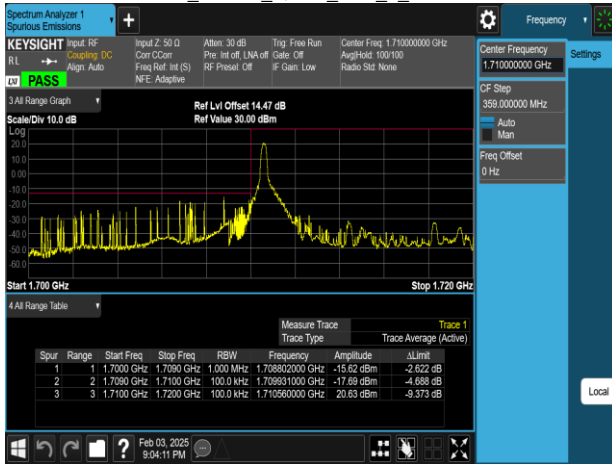 Spectrum Analyzer 1
Spurious Emissions
+
Frequency
KEYSIGHT Input: RF Input Z: 50 Ω Atten: 30 dB Trig: Free Run Center Freq: 1.710000000 GHz
RL Coupling: DC Corr CCorr Pre: Int off, LNA off Gate: Off Avg|Hold: 100/100
Align: Auto Freq Ref: Int (S) RF Preset: Off IF Gain: Low Radio Std: None
LXI PASS NFE: Adaptive
Center Frequency
1.710000000 GHz
Settings
CF Step
359.000000 MHz
Auto
Man
Freq Offset
0 Hz
3 All Range Graph
Ref Lvl Offset 14.47 dB
Scale/Div 10.0 dB Ref Value 30.00 dBm
Log
20.0
10.0
0.00
-10.0
-20.0
-30.0
-40.0
-50.0
-60.0
Start 1.700 GHz Stop 1.720 GHz
4 All Range Table
Measure Trace Trace 1
Trace Type Trace Average (Active)
Spur Range Start Freq Stop Freq RBW Frequency Amplitude ΔLimit
1 1 1.7000 GHz 1.7090 GHz 1.000 MHz 1.708802000 GHz -15.62 dBm -2.622 dB
2 2 1.7090 GHz 1.7100 GHz 100.0 kHz 1.709931000 GHz -17.69 dBm -4.688 dB
3 3 1.7100 GHz 1.7200 GHz 100.0 kHz 1.710560000 GHz 20.63 dBm -9.373 dB
Local
? Feb 03, 2025
9:04:11 PM